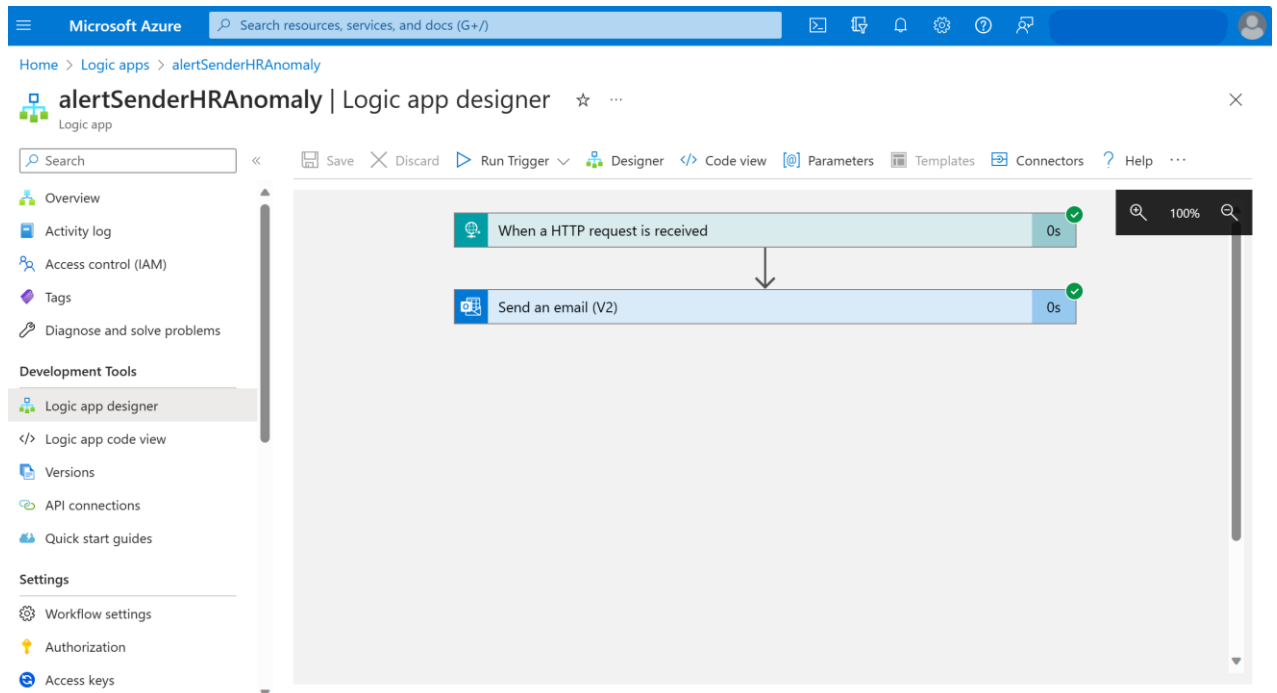 Microsoft Azure
Search resources, services, and docs (G+/)
Home > Logic apps > alertSenderHRAnomaly
alertSenderHRAnomaly | Logic app designer
Logic app
Search
Save Discard Run Trigger Designer Code view Parameters Templates Connectors Help
Overview
Activity log
Access control (IAM)
Tags
Diagnose and solve problems
Development Tools
Logic app designer
Logic app code view
Versions
API connections
Quick start guides
Settings
Workflow settings
Authorization
Access keys
When a HTTP request is received 0s
Send an email (V2) 0s
100%